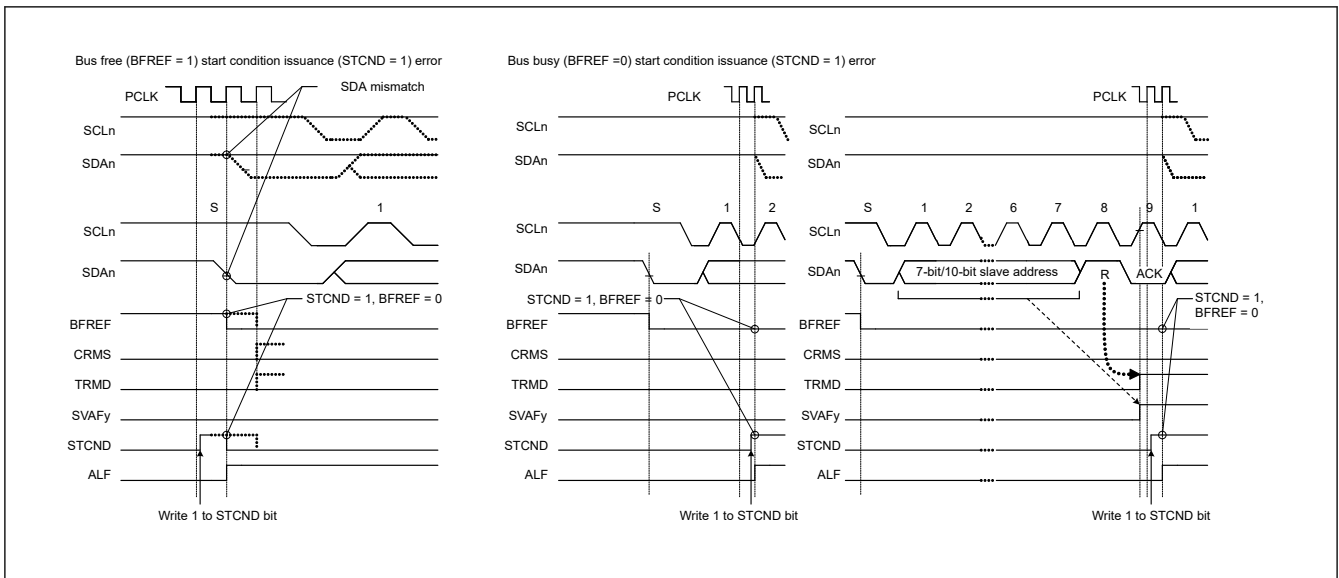 Bus free (BFREF = 1) start condition issuance (STCND = 1) error
PCLK
SDA mismatch
SCLn
SDAn
S 1
SCLn
SDAn
STCND = 1, BFREF = 0
BFREF
CRMS
TRMD
SVAFy
STCND
ALF
Write 1 to STCND bit
Bus busy (BFREF =0) start condition issuance (STCND = 1) error
PCLK
SCLn
SDAn
S 1 2
SCLn
SDAn
STCND = 1, BFREF = 0
BFREF
CRMS
TRMD
SVAFy
STCND
ALF
Write 1 to STCND bit
PCLK
SCLn
SDAn
S 1 2 6 7 8 9 1
SCLn
SDAn 7-bit/10-bit slave address R ACK
STCND = 1,
BFREF = 0
BFREF
CRMS
TRMD
SVAFy
STCND
ALF
Write 1 to STCND bit